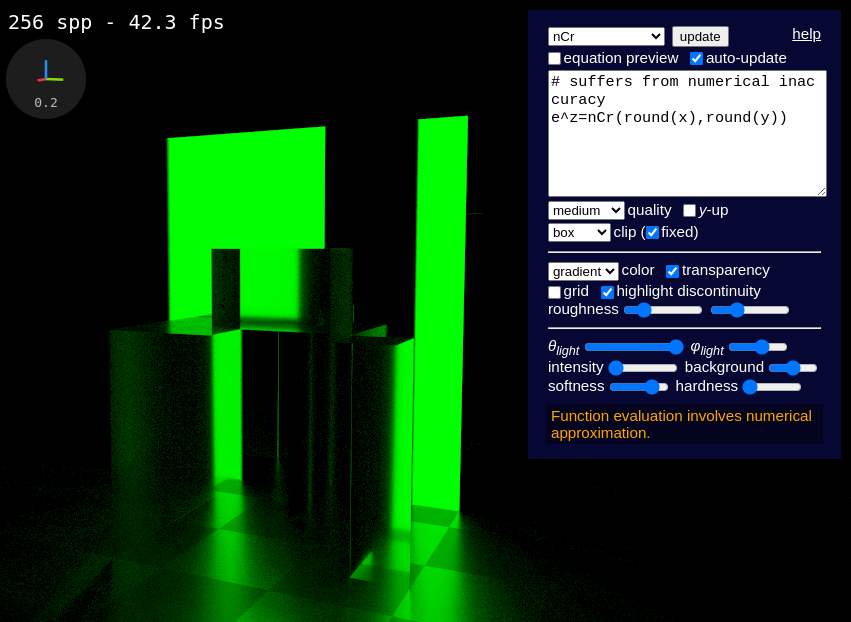 256 spp - 42.3 fps
0.2
nCr update help
equation preview auto-update
# suffers from numerical inac
curacy
e^z=nCr(round(x),round(y))
medium quality y-up
box clip (fixed)
gradient color transparency
grid highlight discontinuity
roughness
θlight φlight
intensity background
softness hardness
Function evaluation involves numerical
approximation.